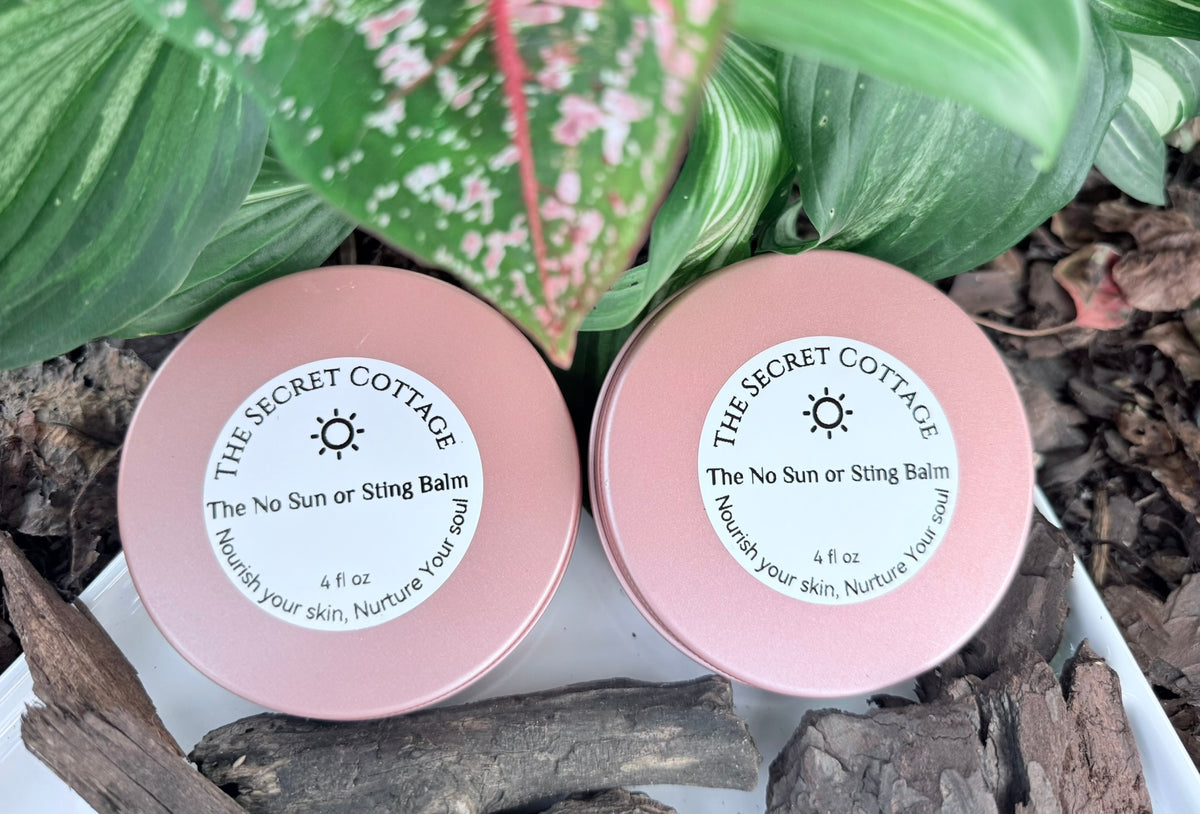 THE SECRET COTTAGE
The No Sun or Sting Balm
4 fl oz
Nourish your skin, Nurture Your soul
THE SECRET COTTAGE
The No Sun or Sting Balm
4 fl oz
Nourish your skin, Nurture Your soul